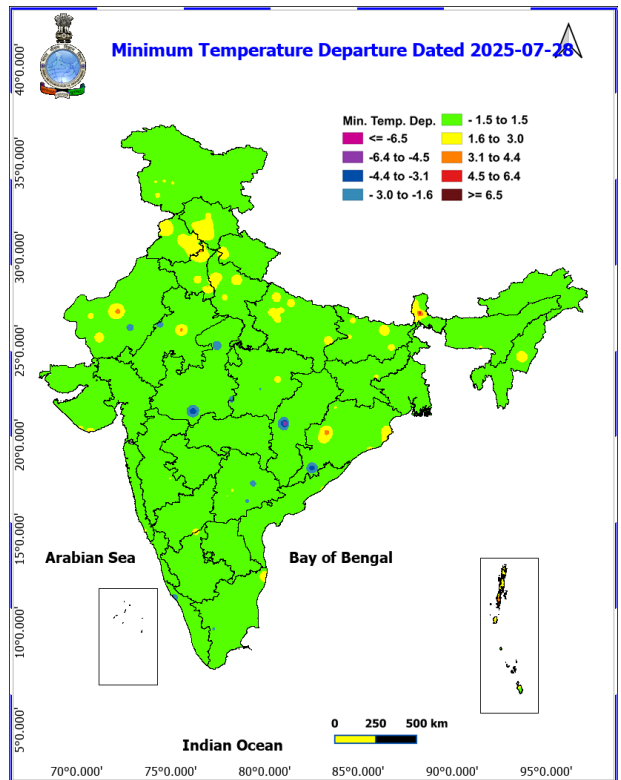 Minimum Temperature Departure Dated 2025-07-28
Min. Temp. Dep.
<= -6.5
-6.4 to -4.5
-4.4 to -3.1
- 3.0 to -1.6
- 1.5 to 1.5
1.6 to 3.0
3.1 to 4.4
4.5 to 6.4
>= 6.5
40°0.000'
35°0.000'
30°0.000'
25°0.000'
20°0.000'
15°0.000'
10°0.000'
5°0.000'
Arabian Sea
Bay of Bengal
Indian Ocean
0 250 500 km
70°0.000' 75°0.000' 80°0.000' 85°0.000' 90°0.000' 95°0.000'